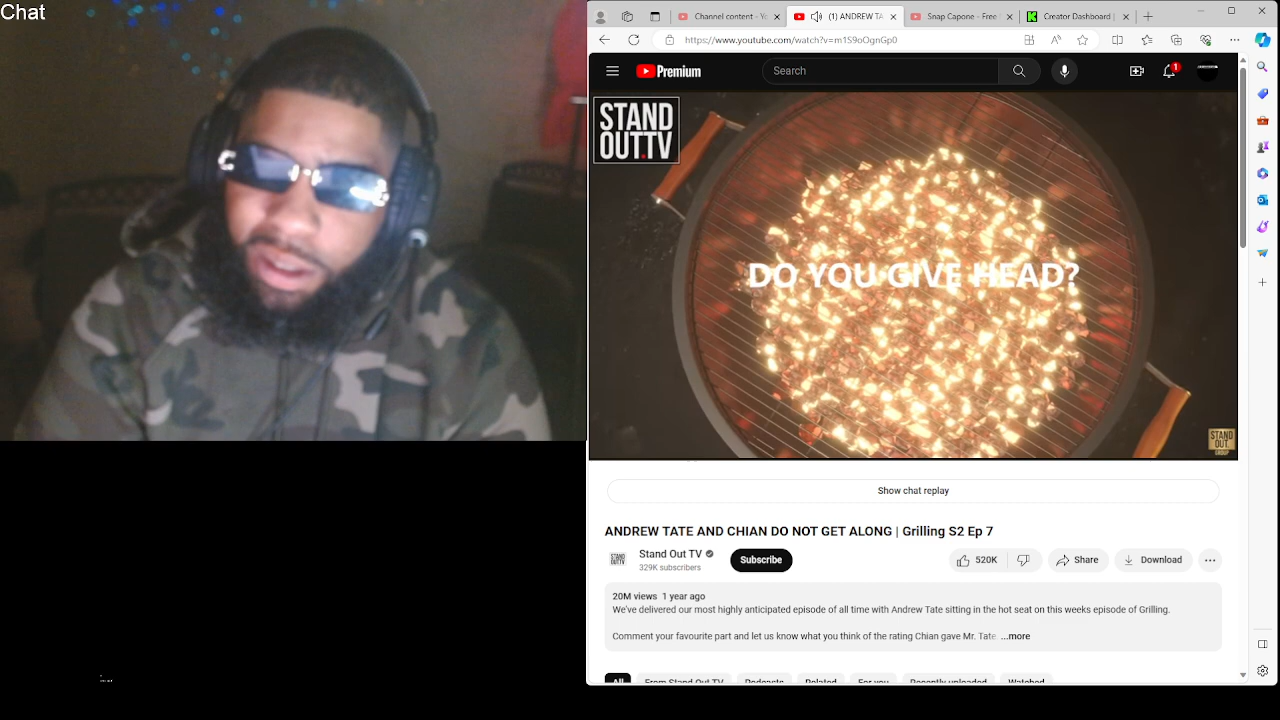 Chat
Channel content - Yo
(1) ANDREW TA
Snap Capone - Free
Creator Dashboard |
https://www.youtube.com/watch?v=m1S9oOgnGp0
Premium
Search
1
STAND
OUT.TV
DO YOU GIVE HEAD?
STAND
OUT.
GROUP
Show chat replay
ANDREW TATE AND CHIAN DO NOT GET ALONG | Grilling S2 Ep 7
Stand Out TV
329K subscribers
Subscribe
520K
Share
Download
20M views 1 year ago
We've delivered our most highly anticipated episode of all time with Andrew Tate sitting in the hot seat on this weeks episode of Grilling.
Comment your favourite part and let us know what you think of the rating Chian gave Mr. Tate. ...more
All
From Stand Out TV
Podcasts
Related
For you
Recently uploaded
Watched